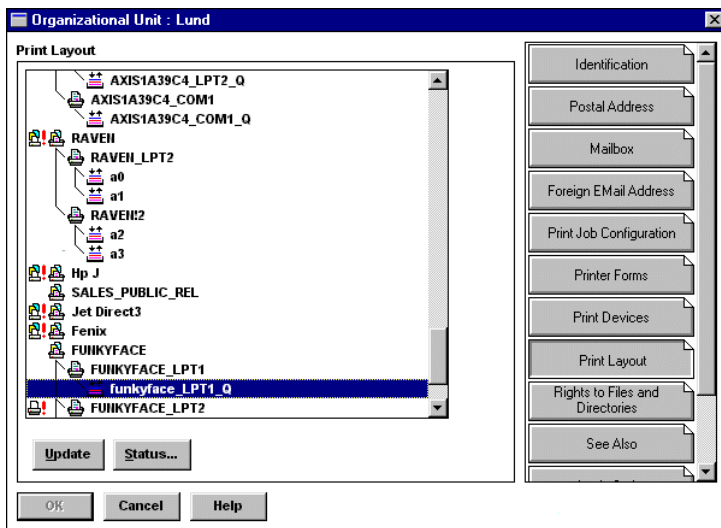 Organizational Unit : Lund
Print Layout
AXIS1A39C4_LPT2_Q
AXIS1A39C4_COM1
AXIS1A39C4_COM1_Q
RAVEN
RAVEN_LPT2
a0
a1
RAVEN!2
a2
a3
Hp J
SALES_PUBLIC_REL
Jet Direct3
Fenix
FUNKYFACE
FUNKYFACE_LPT1
funkyface_LPT1_Q
FUNKYFACE_LPT2
Update
Status...
OK
Cancel
Help
Identification
Postal Address
Mailbox
Foreign EMail Address
Print Job Configuration
Printer Forms
Print Devices
Print Layout
Rights to Files and
Directories
See Also